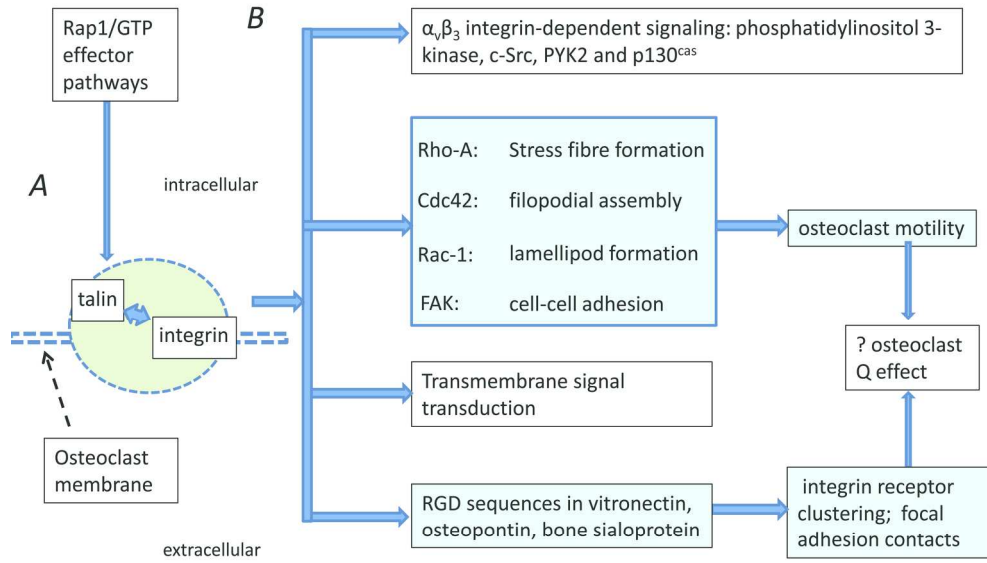 Rap1/GTP
effector
pathways
A
intracellular
talin
integrin
Osteoclast
membrane
extracellular
B
αᵥβ₃ integrin-dependent signaling: phosphatidylinositol 3-
kinase, c-Src, PYK2 and p130ᶜᵃˢ
Rho-A: Stress fibre formation
Cdc42: filopodial assembly
Rac-1: lamellipod formation
FAK: cell-cell adhesion
osteoclast motility
? osteoclast
Q effect
Transmembrane signal
transduction
RGD sequences in vitronectin,
osteopontin, bone sialoprotein
integrin receptor
clustering; focal
adhesion contacts